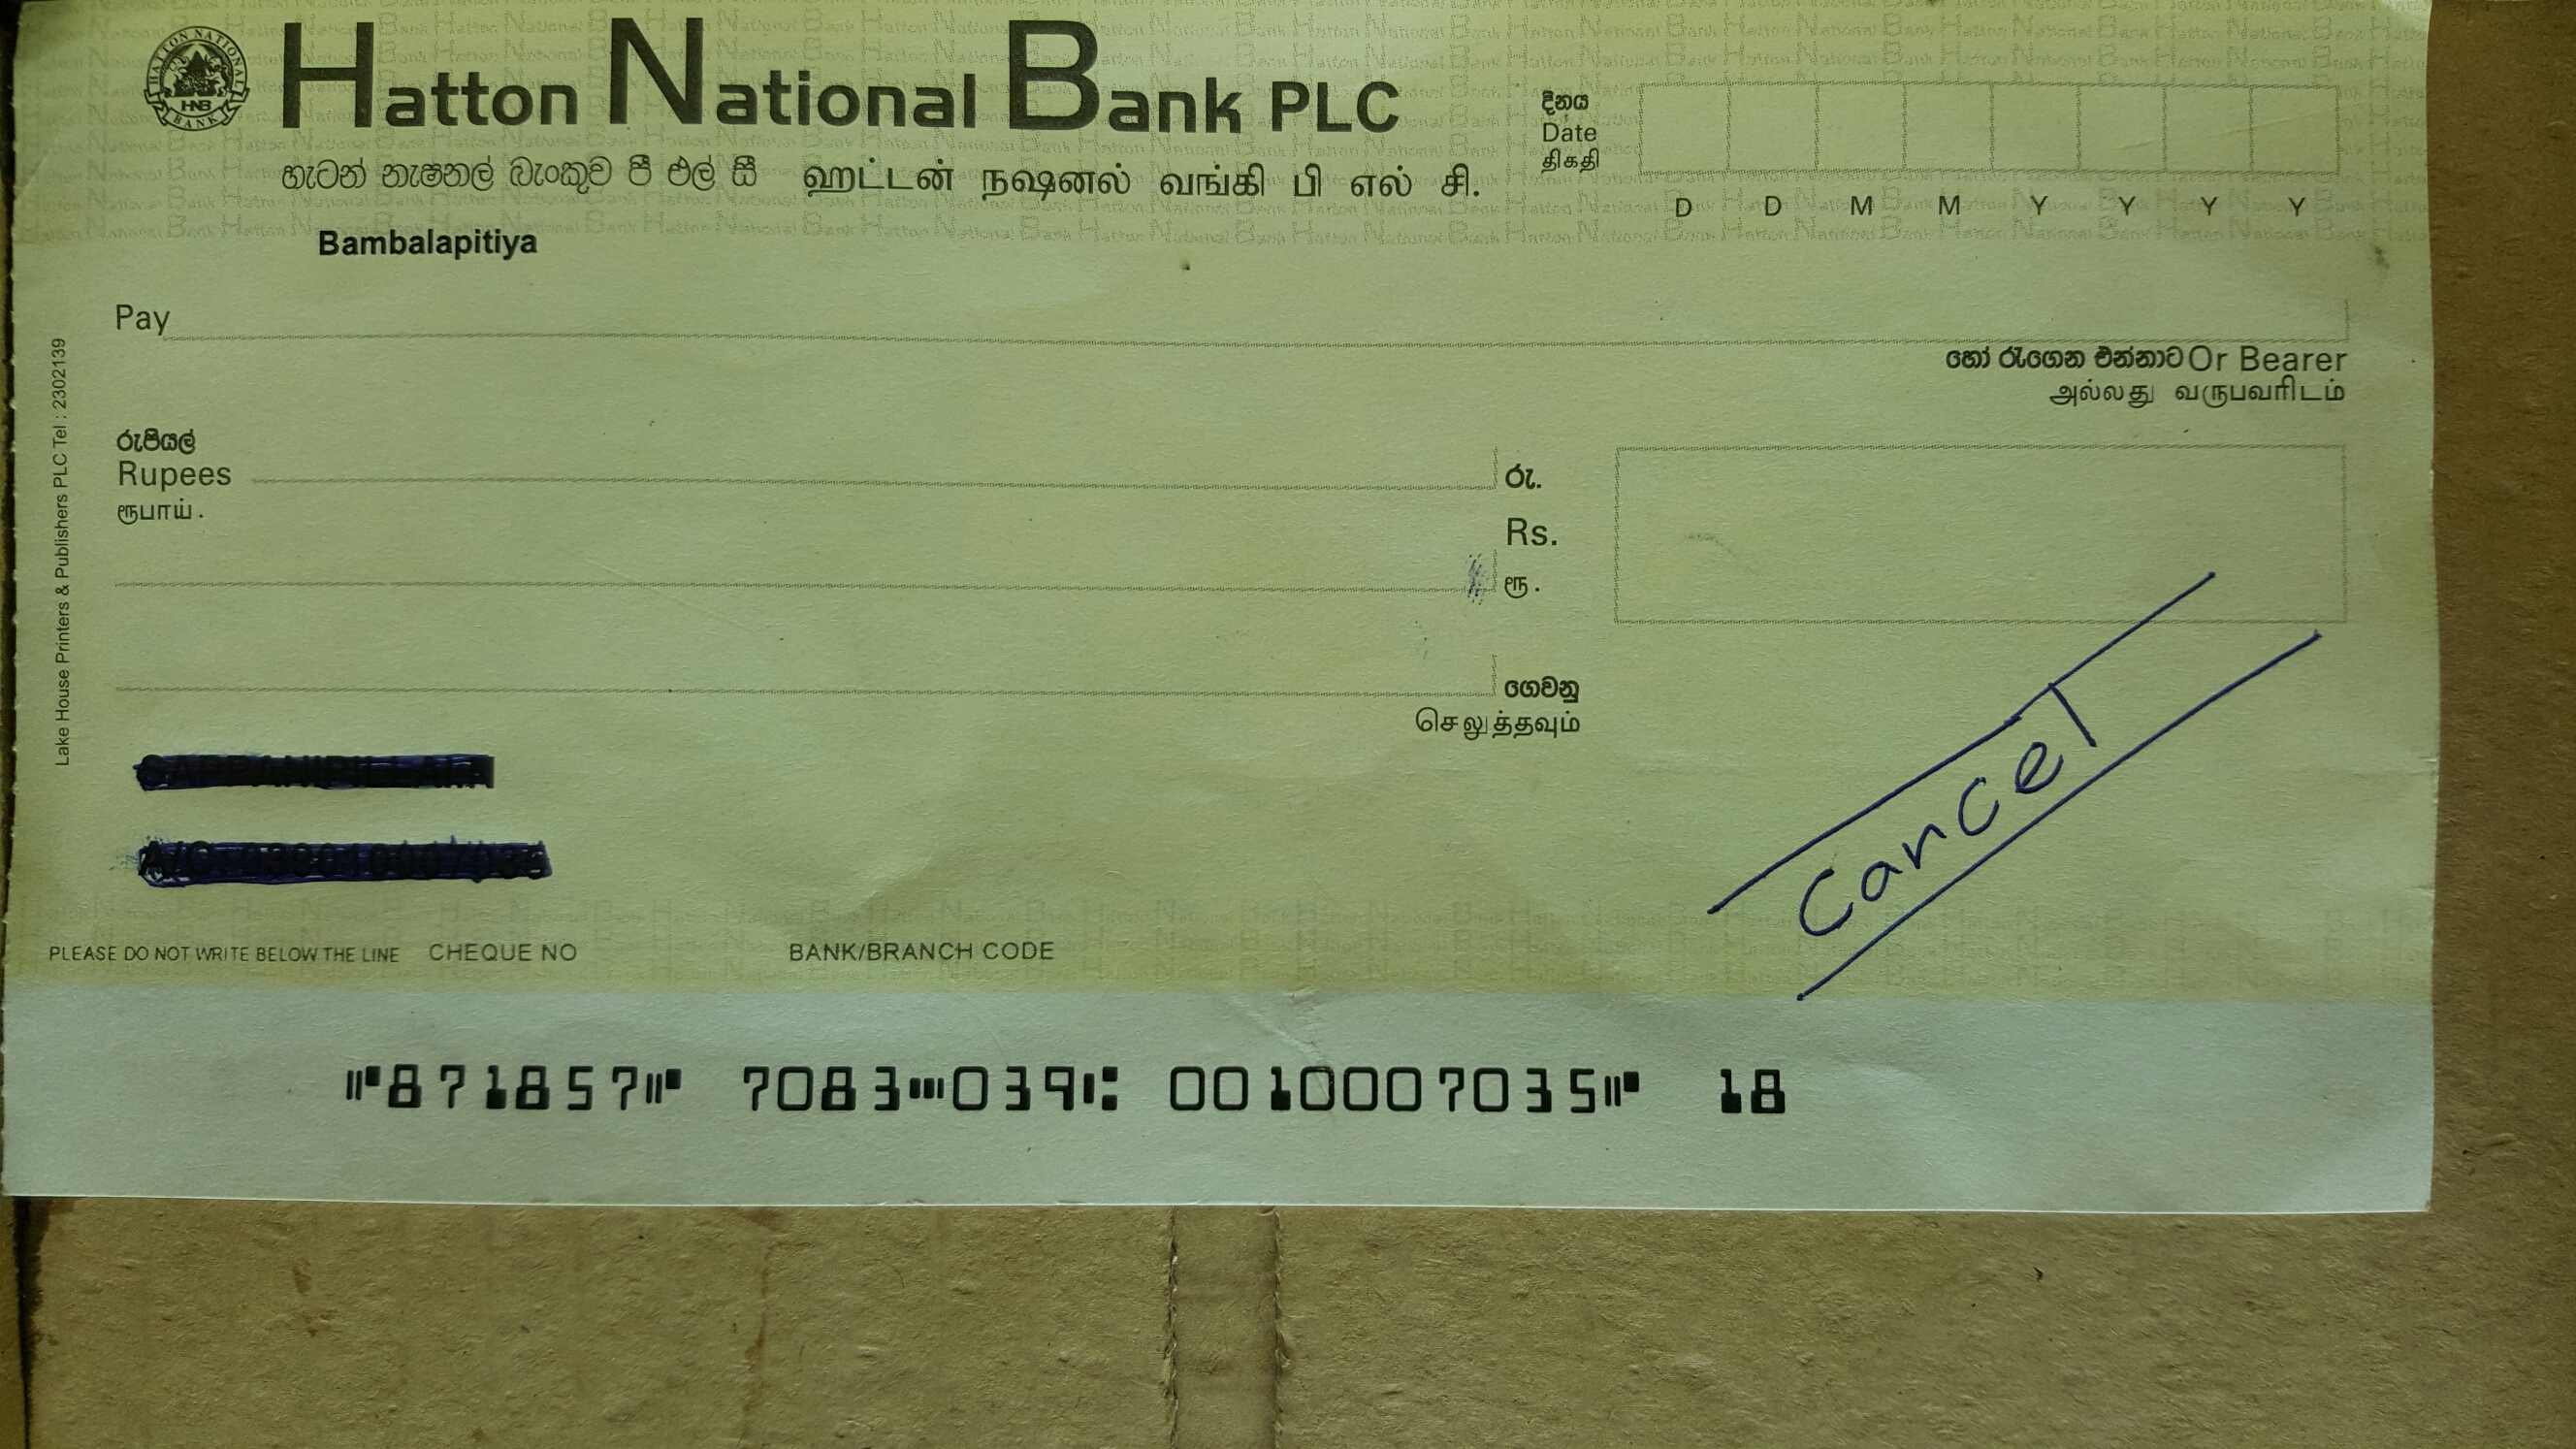 Hatton National Bank PLC
හැටන් නැෂනල් බැංකුව පී එල් සී ஹட்டன் நஷனல் வங்கி பி எல் சி.
HATTON NATIONAL BANK
HNB
Bambalapitiya
දිනය
Date
திகதி
D D M M Y Y Y Y
Pay
හෝ රැගෙන එන්නාට Or Bearer
அல்லது வருபவரிடம்
රුපියල්
Rupees
ரூபாய்.
රු.
Rs.
ரூ.
ගෙවනු
செலுத்தவும்
Lake House Printers & Publishers PLC Tel : 2302139
Cancel
PLEASE DO NOT WRITE BELOW THE LINE CHEQUE NO BANK/BRANCH CODE
⑈871857⑈ 7083⑉039⑆ 0010007035⑈ 18